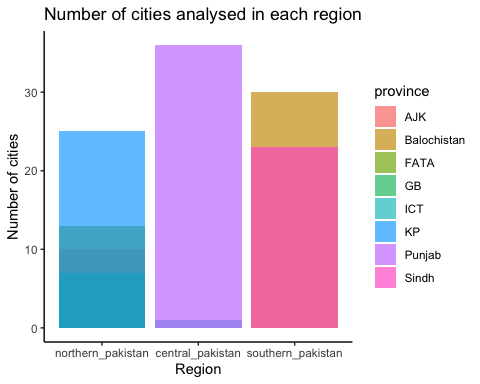 Number of cities analysed in each region
Number of cities
30
20
10
0
northern_pakistan central_pakistan southern_pakistan
Region
province
AJK
Balochistan
FATA
GB
ICT
KP
Punjab
Sindh